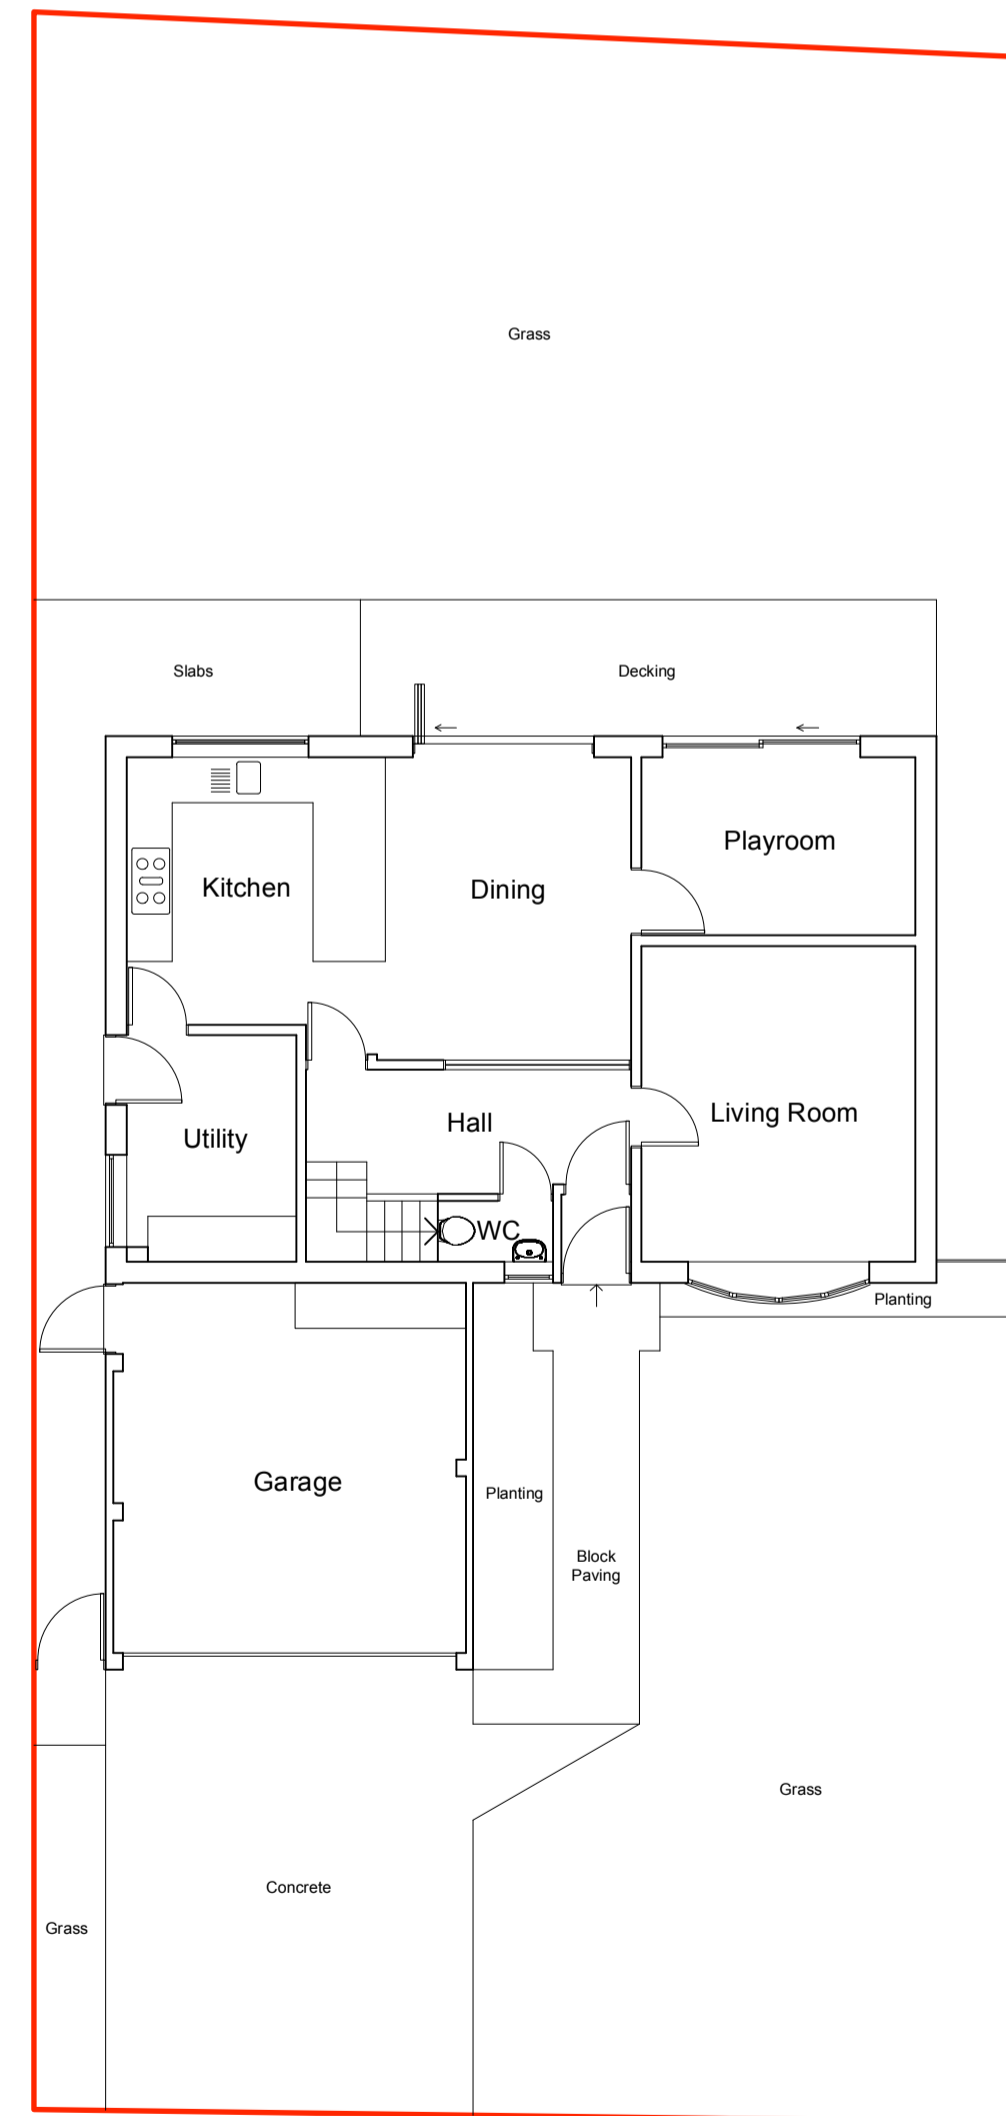 Grass
Slabs
Decking
Playroom
Kitchen
Dining
Living Room
Hall
Utility
WC
Planting
Garage
Planting
Block
Paving
Grass
Concrete
Grass